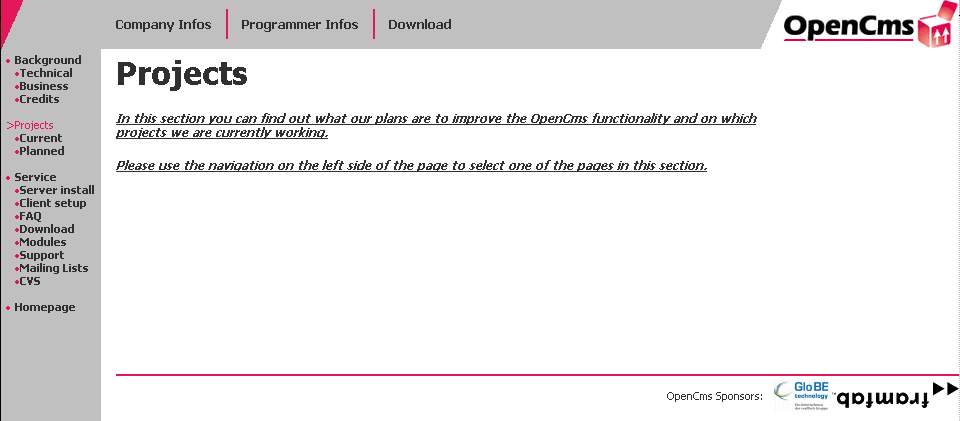 Company Infos
Programmer Infos
Download
OpenCms
Background
Technical
Business
Credits
>Projects
Current
Planned
Service
Server install
Client setup
FAQ
Download
Modules
Support
Mailing Lists
CVS
Homepage
Projects
In this section you can find out what our plans are to improve the OpenCms functionality and on which
projects we are currently working.
Please use the navigation on the left side of the page to select one of the pages in this section.
OpenCms Sponsors:
GloBE
technology
framfab